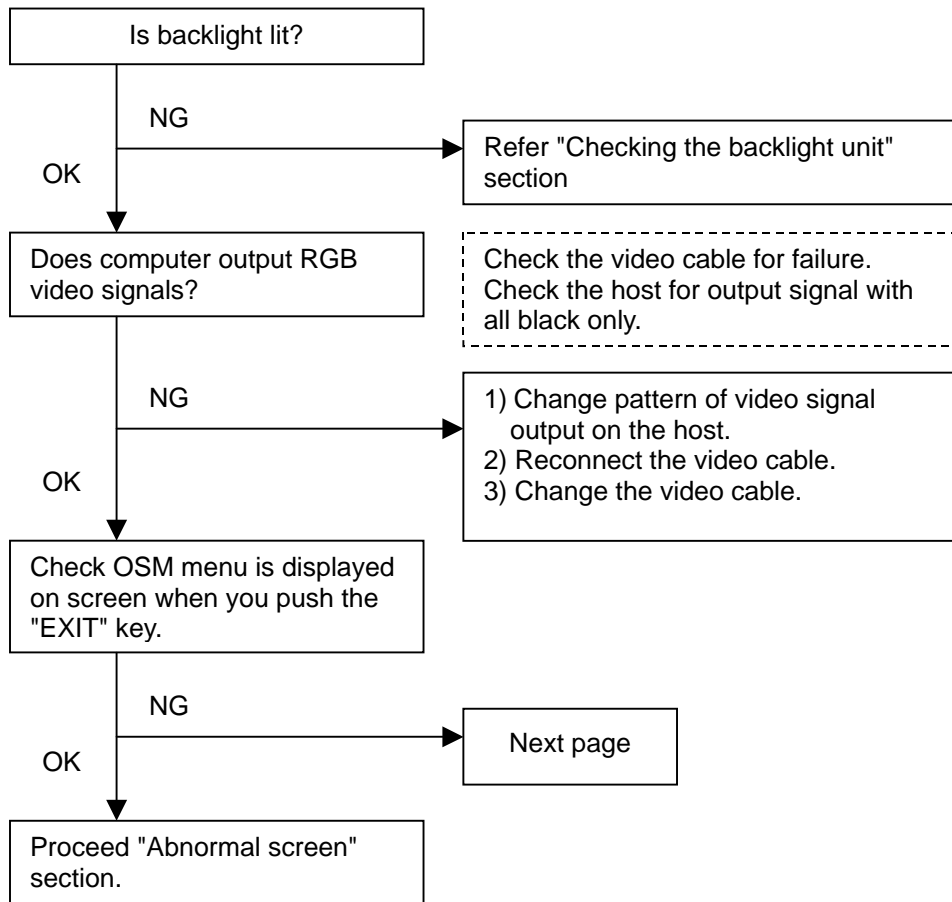 Is backlight lit?
NG
Refer "Checking the backlight unit"
section
OK
Does computer output RGB
video signals?
Check the video cable for failure.
Check the host for output signal with
all black only.
NG
1) Change pattern of video signal
output on the host.
2) Reconnect the video cable.
3) Change the video cable.
OK
Check OSM menu is displayed
on screen when you push the
"EXIT" key.
NG
Next page
OK
Proceed "Abnormal screen"
section.